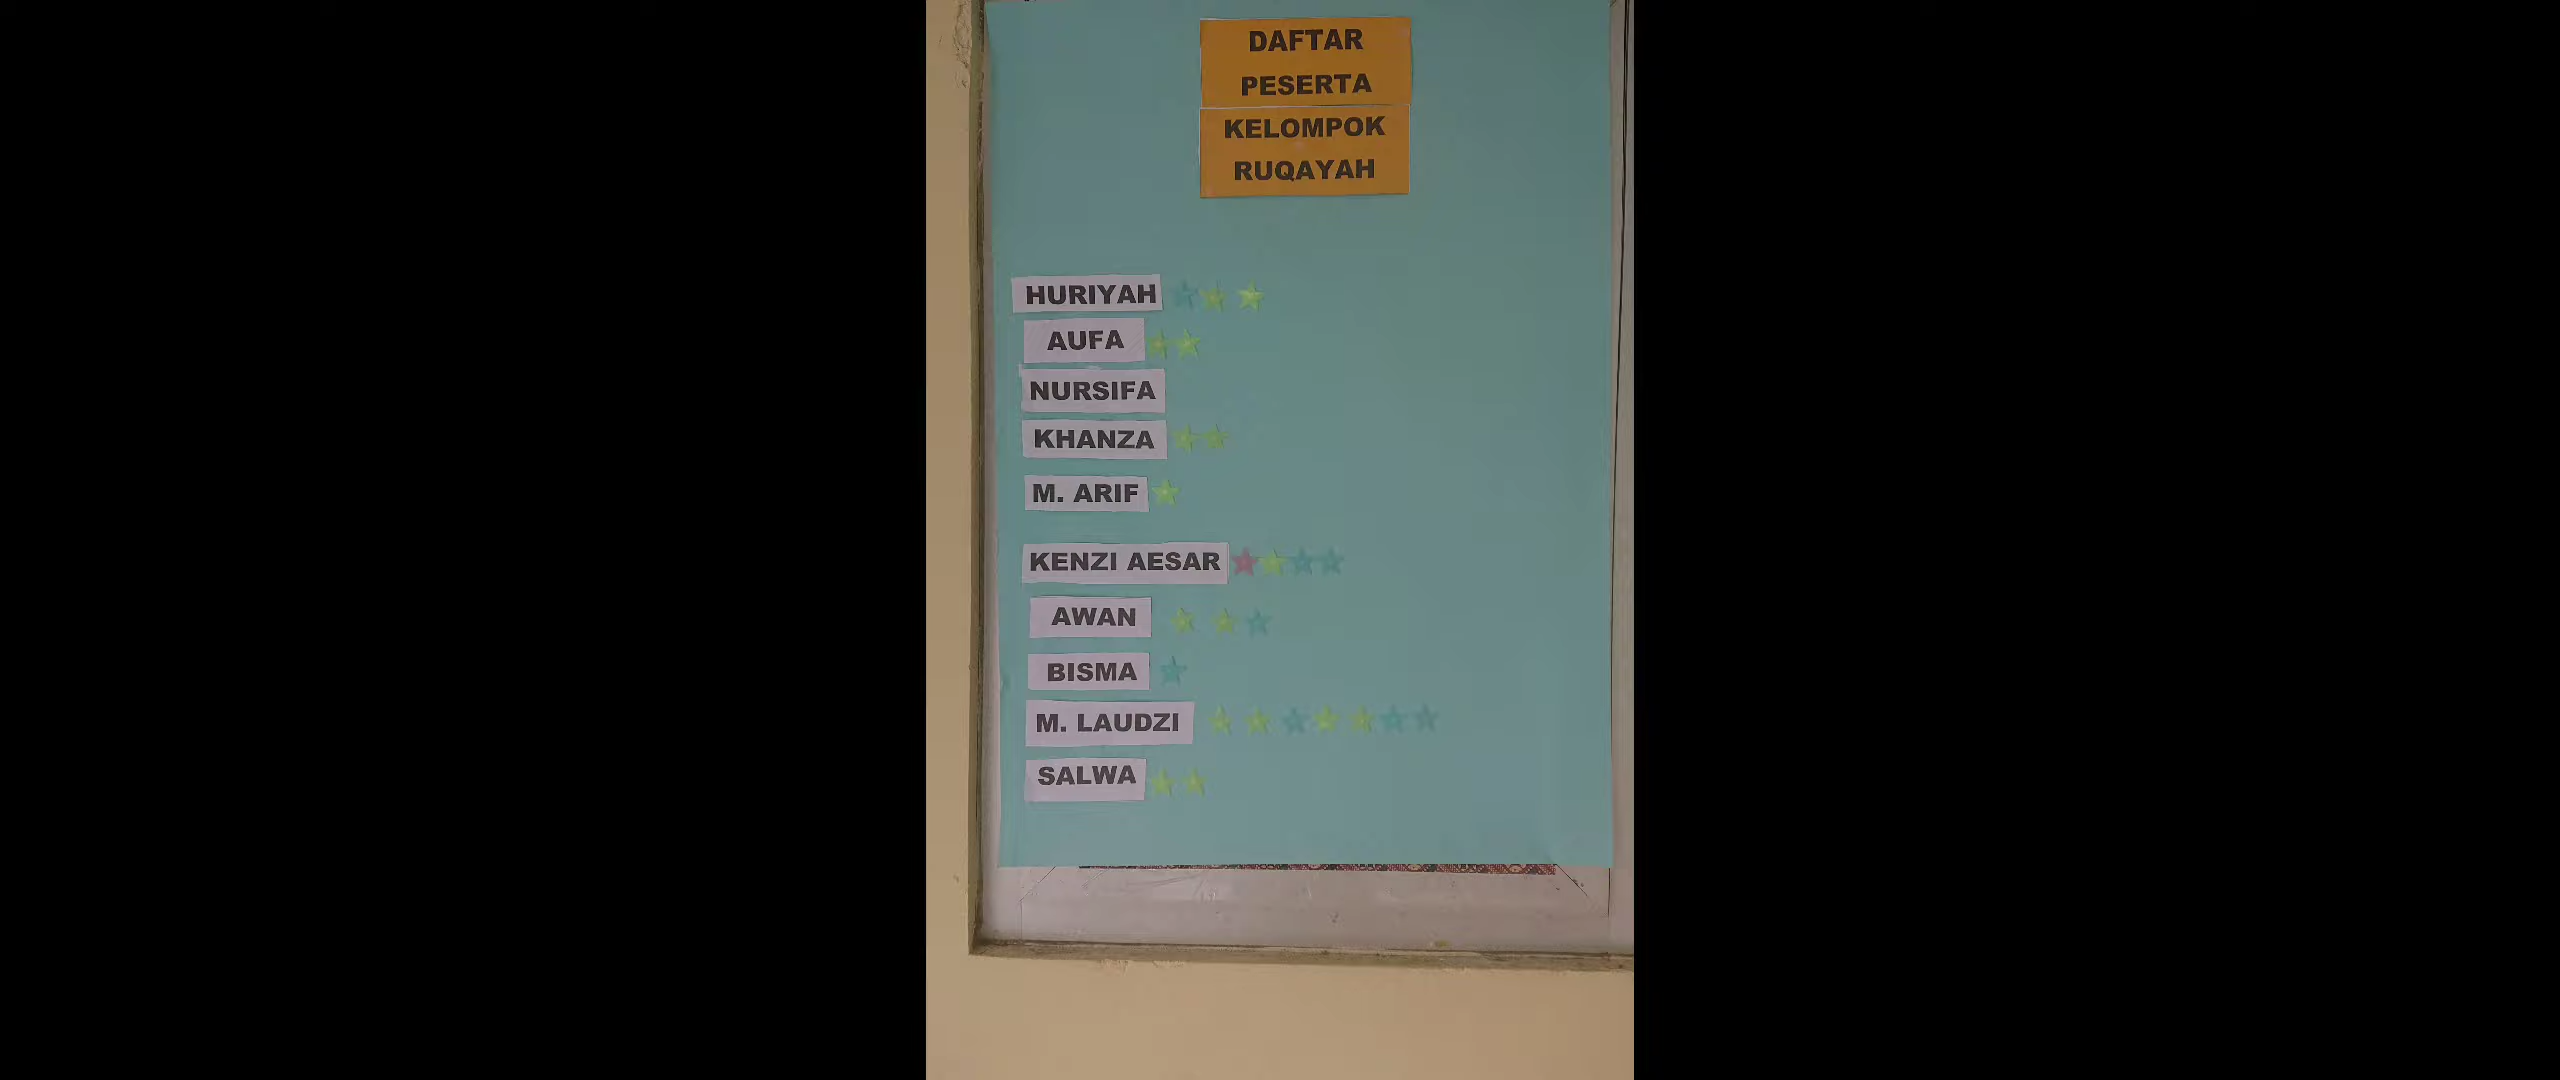 DAFTAR
PESERTA
KELOMPOK
RUQAYAH
HURIYAH
AUFA
NURSIFA
KHANZA
M. ARIF
KENZI AESAR
AWAN
BISMA
M. LAUDZI
SALWA